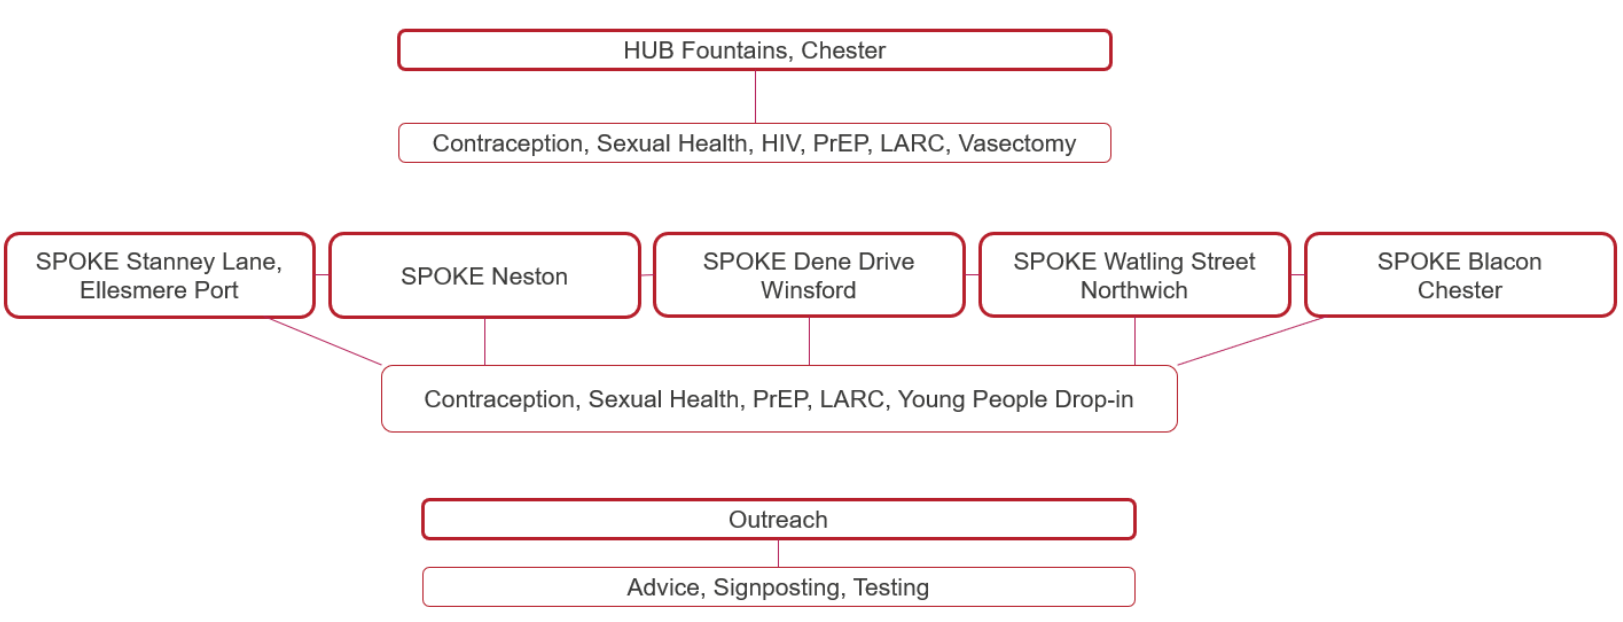 HUB Fountains, Chester
Contraception, Sexual Health, HIV, PrEP, LARC, Vasectomy
SPOKE Stanney Lane,
Ellesmere Port
SPOKE Neston
SPOKE Dene Drive
Winsford
SPOKE Watling Street
Northwich
SPOKE Blacon
Chester
Contraception, Sexual Health, PrEP, LARC, Young People Drop-in
Outreach
Advice, Signposting, Testing